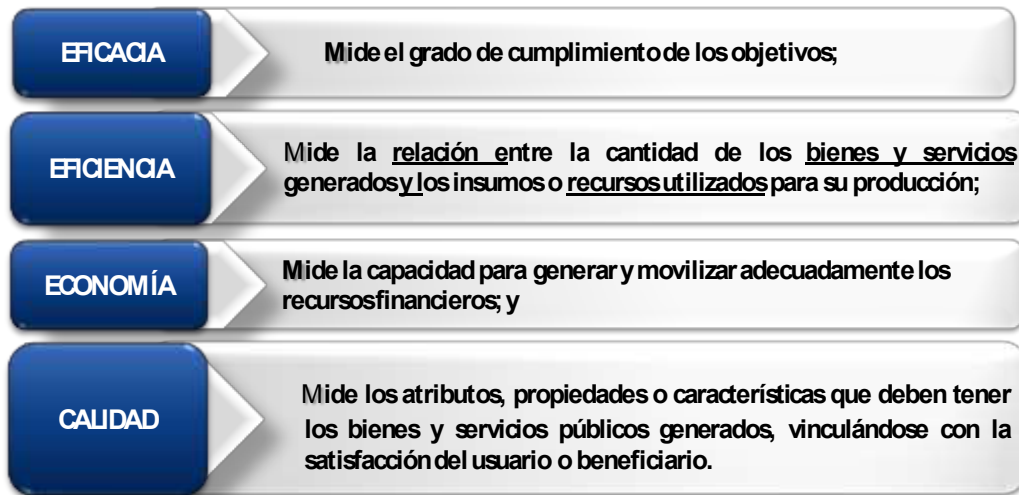 EFICACIA
Mide el grado de cumplimiento de los objetivos;
EFICIENCIA
Mide la relación entre la cantidad de los bienes y servicios
generados y los insumos o recursos utilizados para su producción;
ECONOMÍA
Mide la capacidad para generar y movilizar adecuadamente los
recursos financieros; y
CALIDAD
Mide los atributos, propiedades o características que deben tener
los bienes y servicios públicos generados, vinculándose con la
satisfacción del usuario o beneficiario.